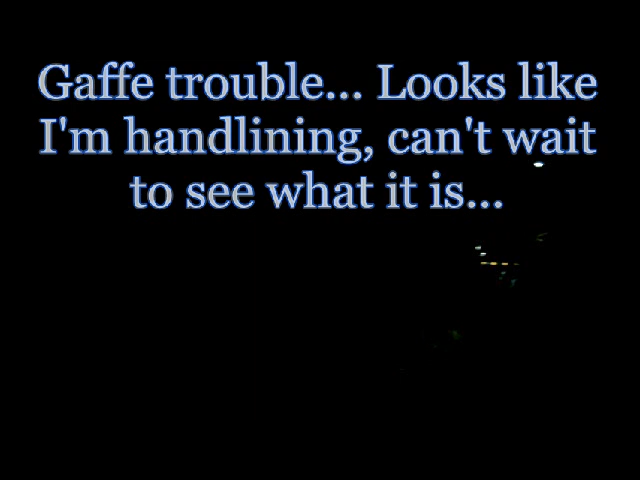 Gaffe trouble... Looks like
I'm handlining, can't wait
to see what it is...